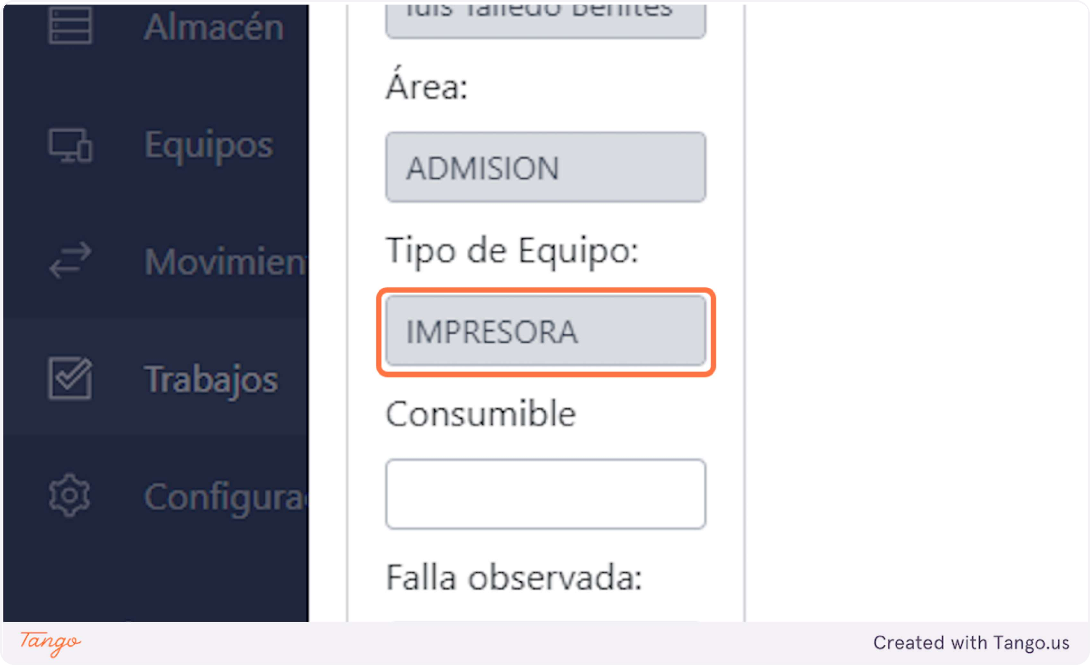 Almacén
Equipos
Movimien
Trabajos
Configura
Área:
ADMISION
Tipo de Equipo:
IMPRESORA
Consumible
Falla observada:
Tango
Created with Tango.us